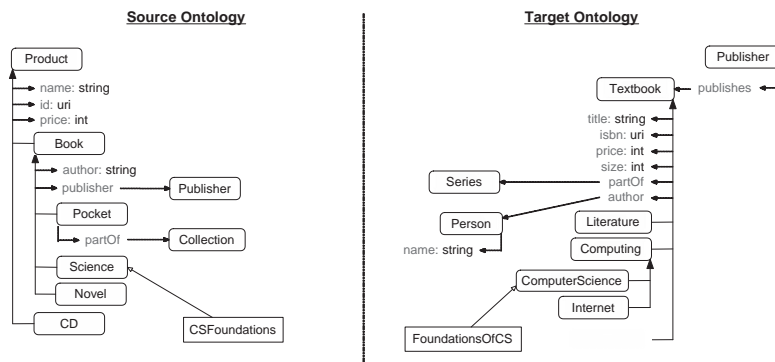 Source Ontology
Product
name: string
id: uri
price: int
Book
author: string
publisher
Publisher
Pocket
partOf
Collection
Science
Novel
CD
CSFoundations
Target Ontology
Publisher
Textbook
publishes
title: string
isbn: uri
price: int
size: int
Series
partOf
author
Person
Literature
name: string
Computing
ComputerScience
Internet
FoundationsOfCS